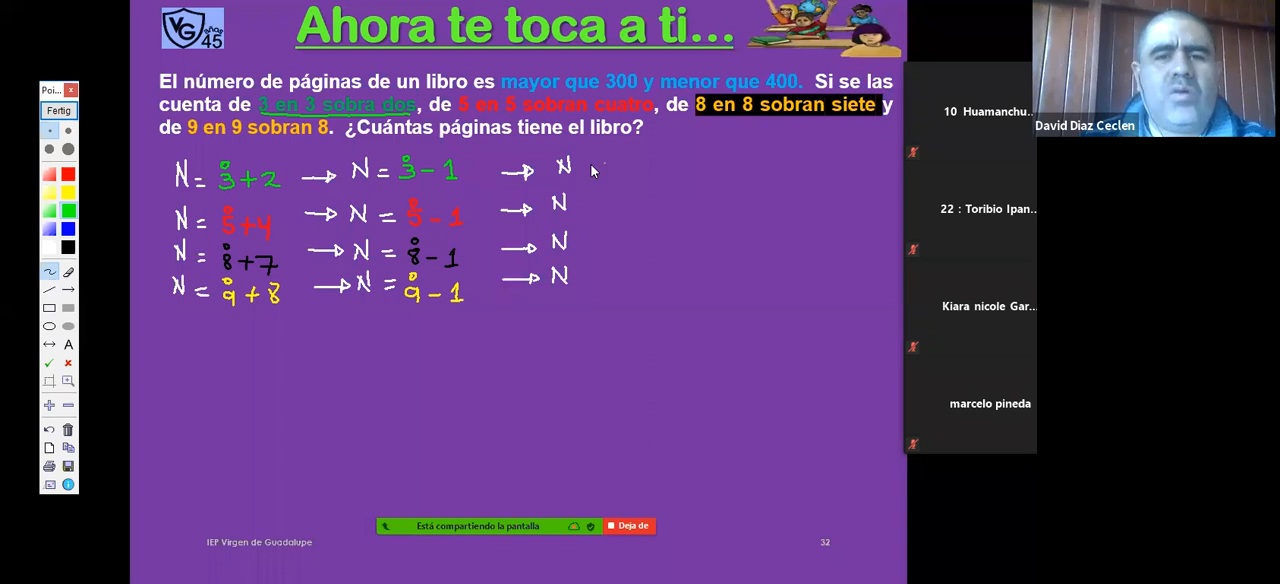 VG
años
45
Ahora te toca a ti...
El número de páginas de un libro es mayor que 300 y menor que 400. Si se las
cuenta de 3 en 3 sobra dos, de 5 en 5 sobran cuatro, de 8 en 8 sobran siete y
de 9 en 9 sobran 8. ¿Cuántas páginas tiene el libro?
N = 3̊ + 2 → N = 3̊ - 1 → N
N = 5̊ + 4 → N = 5̊ - 1 → N
N = 8̊ + 7 → N = 8̊ - 1 → N
N = 9̊ + 8 → N = 9̊ - 1 → N
Poi...
Fertig
A
Está compartiendo la pantalla
Deja de
IEP Virgen de Guadalupe
32
David Diaz Ceclen
10 Huamanchu...
22 : Toribio Ipan...
Kiara nicole Gar...
marcelo pineda